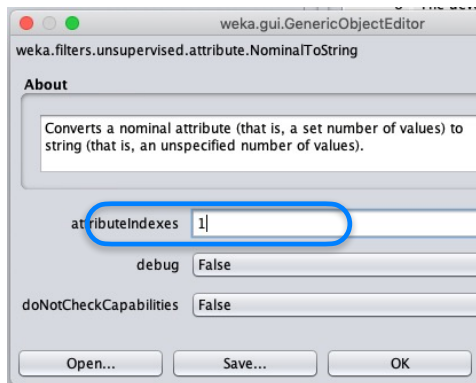 weka.gui.GenericObjectEditor
weka.filters.unsupervised.attribute.NominalToString
About
Converts a nominal attribute (that is, a set number of values) to
string (that is, an unspecified number of values).
attributeIndexes 1
debug False
doNotCheckCapabilities False
Open... Save... OK